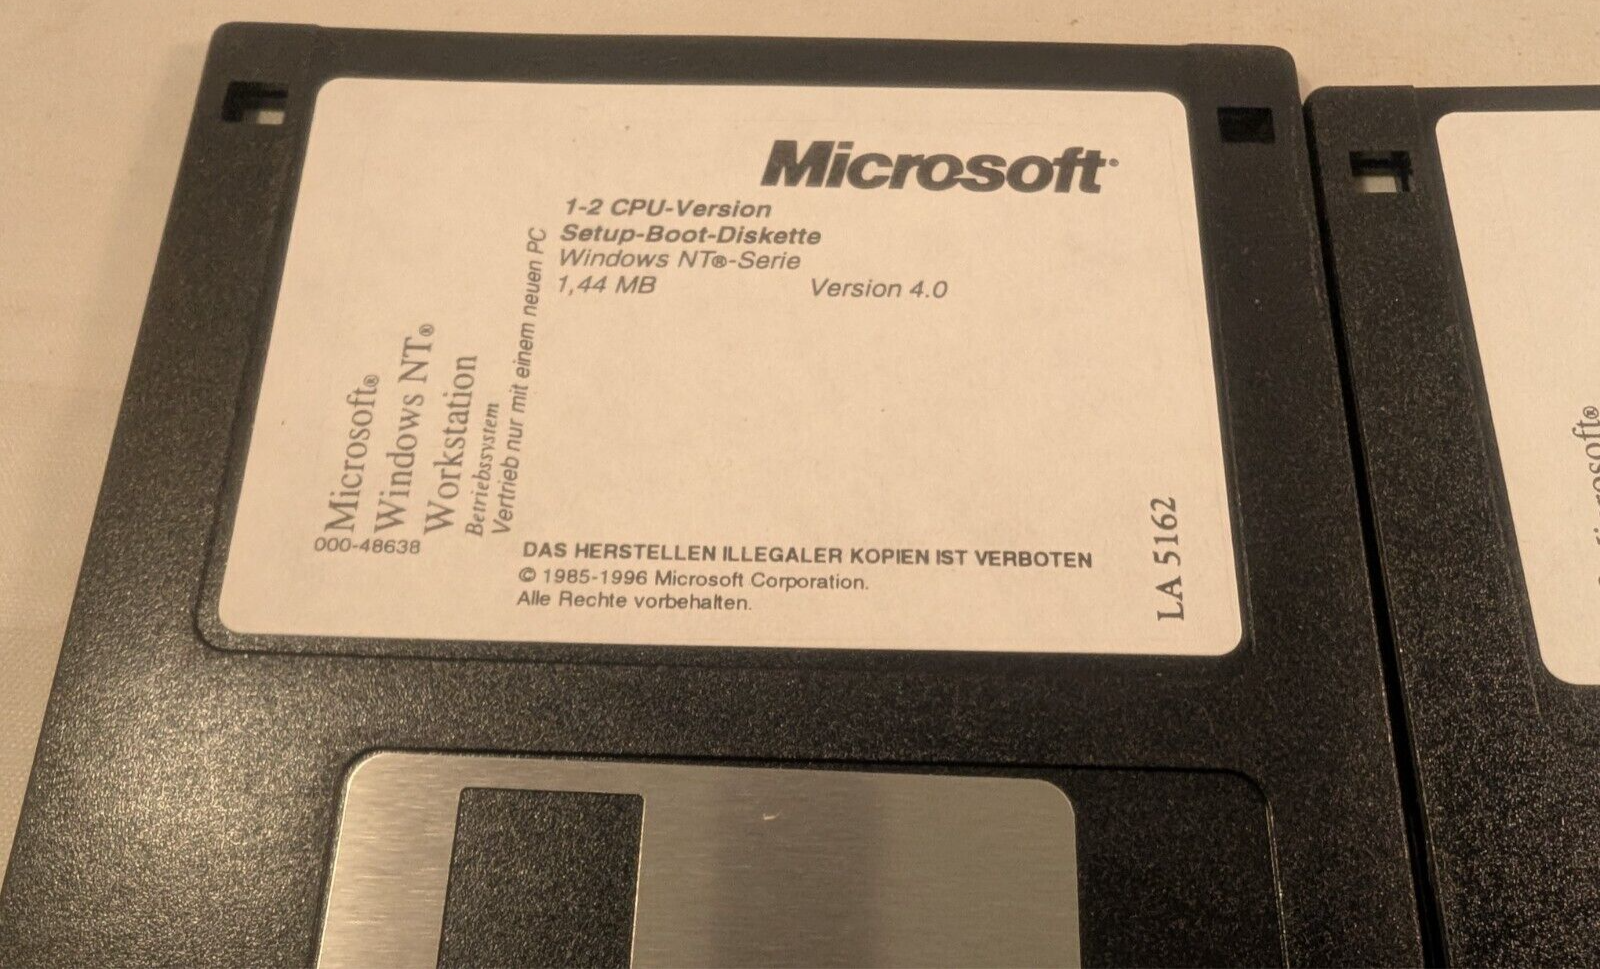 Microsoft
1-2 CPU-Version
Setup-Boot-Diskette
Windows NT®-Serie
1,44 MB Version 4.0
Microsoft®
Windows NT®
Workstation
Betriebssystem
Vertrieb nur mit einem neuen PC
000-48638
DAS HERSTELLEN ILLEGALER KOPIEN IST VERBOTEN
© 1985-1996 Microsoft Corporation.
Alle Rechte vorbehalten.
LA 5162